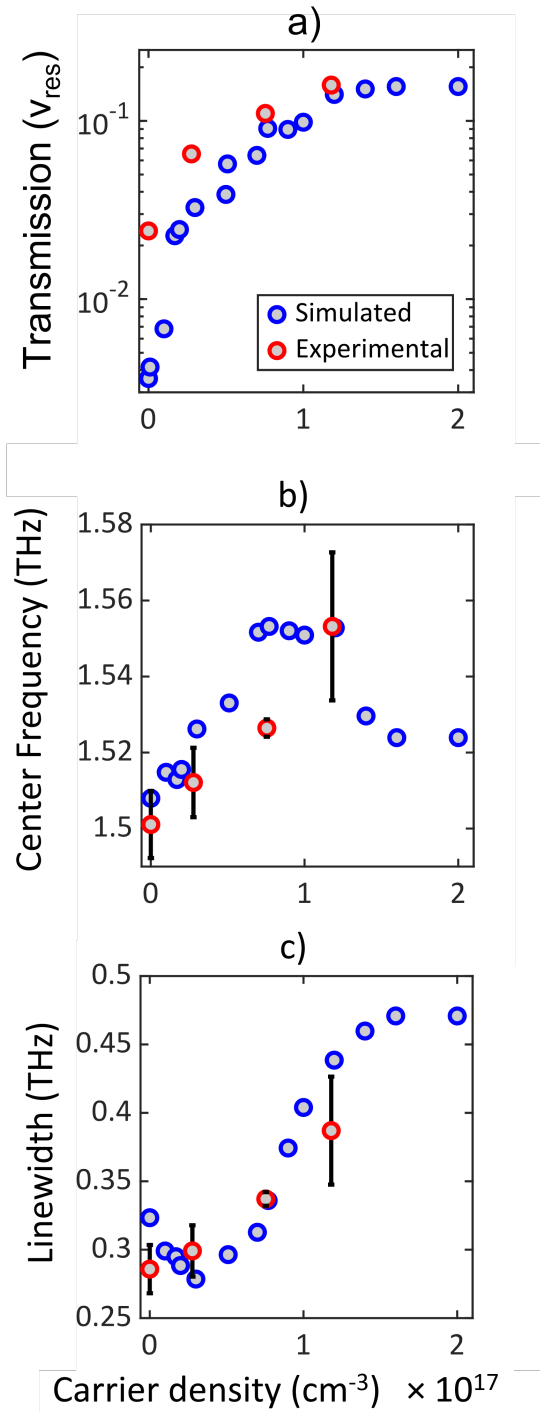 a)
Transmission (ν_res)
10^-1
10^-2
Simulated
Experimental
0 1 2
b)
Center Frequency (THz)
1.58
1.56
1.54
1.52
1.5
0 1 2
c)
Linewidth (THz)
0.5
0.45
0.4
0.35
0.3
0.25
0 1 2
Carrier density (cm^-3) × 10^17